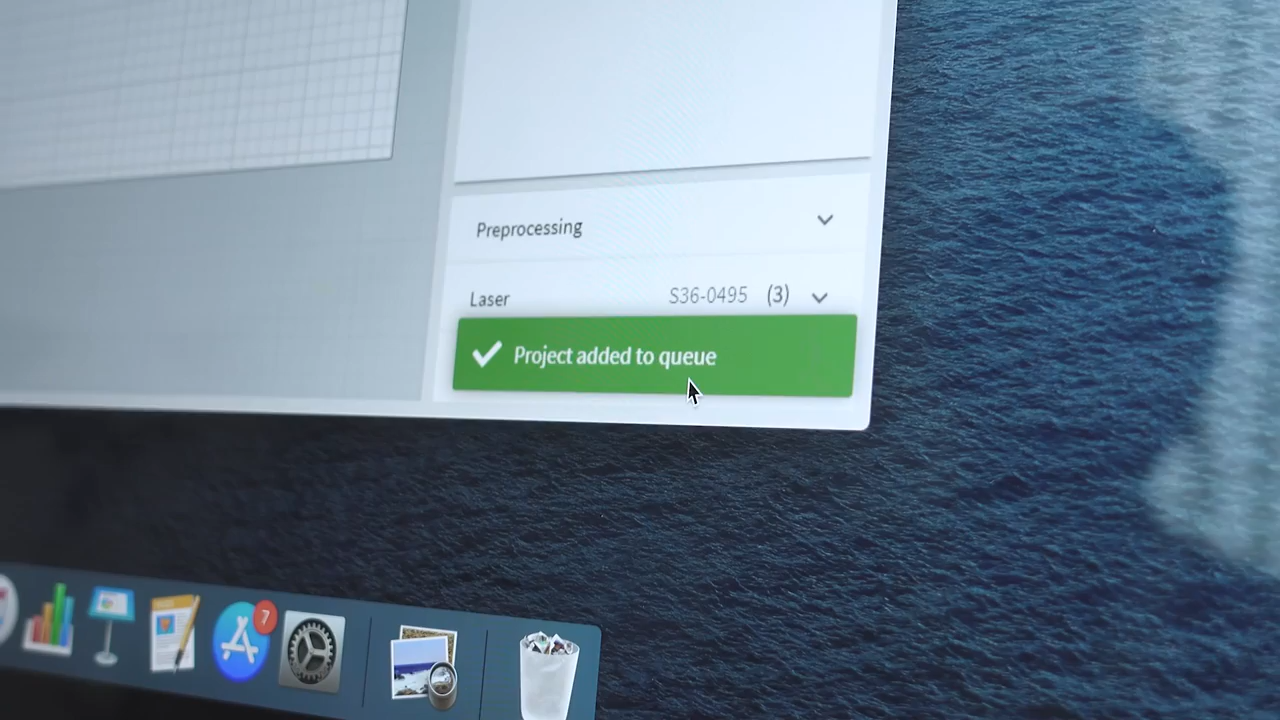 Preprocessing
Laser S36-0495 (3)
Project added to queue
7